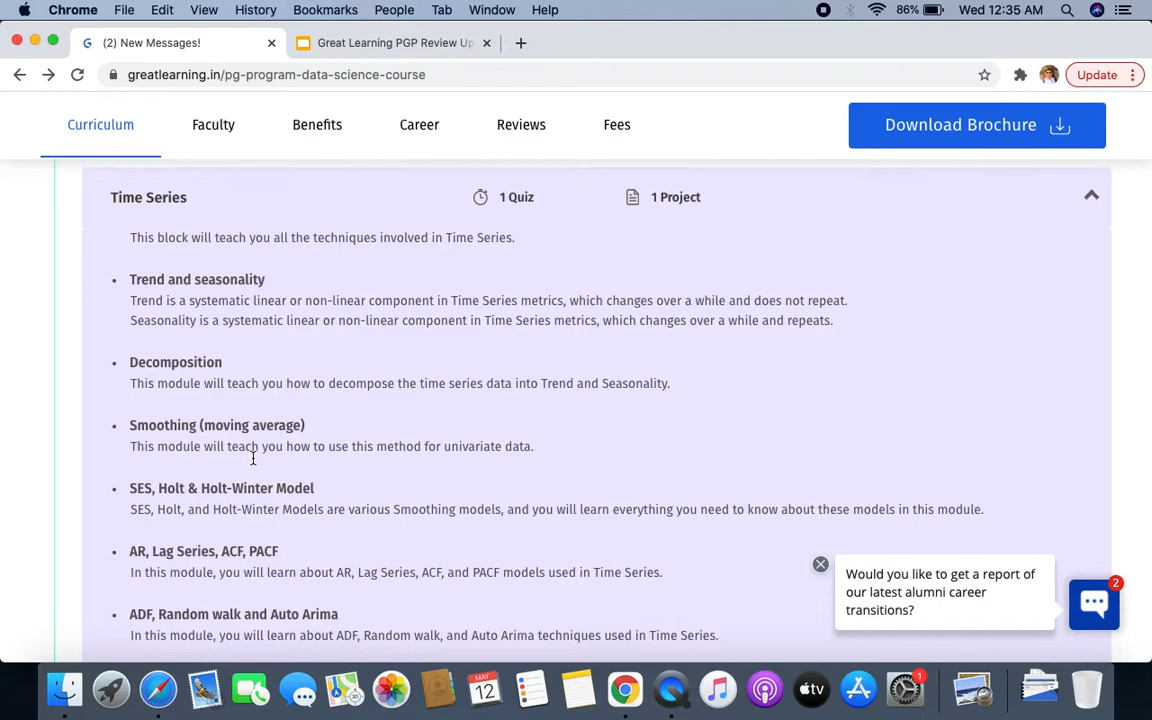 Chrome File Edit View History Bookmarks People Tab Window Help 86% Wed 12:35 AM
(2) New Messages! Great Learning PGP Review Up
greatlearning.in/pg-program-data-science-course Update
Curriculum Faculty Benefits Career Reviews Fees Download Brochure
Time Series 1 Quiz 1 Project
This block will teach you all the techniques involved in Time Series.
• Trend and seasonality
Trend is a systematic linear or non-linear component in Time Series metrics, which changes over a while and does not repeat.
Seasonality is a systematic linear or non-linear component in Time Series metrics, which changes over a while and repeats.
• Decomposition
This module will teach you how to decompose the time series data into Trend and Seasonality.
• Smoothing (moving average)
This module will teach you how to use this method for univariate data.
• SES, Holt & Holt-Winter Model
SES, Holt, and Holt-Winter Models are various Smoothing models, and you will learn everything you need to know about these models in this module.
• AR, Lag Series, ACF, PACF
In this module, you will learn about AR, Lag Series, ACF, and PACF models used in Time Series.
• ADF, Random walk and Auto Arima
In this module, you will learn about ADF, Random walk, and Auto Arima techniques used in Time Series.
Would you like to get a report of
our latest alumni career
transitions?
2
MAY
12
tv
1